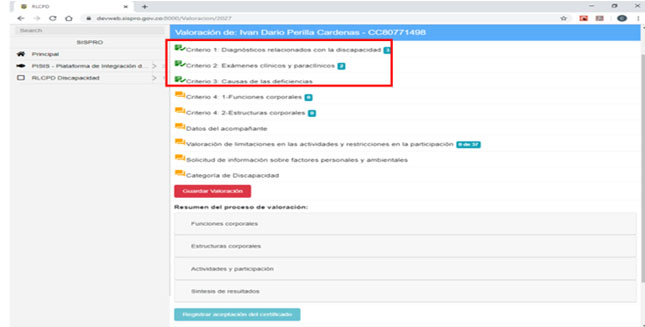 RLCPD
devweb.sispro.gov.co:5000/Valoracion/2027
Search
SISPRO
Principal
PISIS - Plataforma de Integración d...
RLCPD Discapacidad
Valoración de: Ivan Dario Perilla Cardenas - CC80771498
Criterio 1: Diagnósticos relacionados con la discapacidad
Criterio 2: Exámenes clínicos y paraclínicos 2
Criterio 3: Causas de las deficiencias
Criterio 4: 1-Funciones corporales 0
Criterio 4: 2-Estructuras corporales 0
Datos del acompañante
Valoración de limitaciones en las actividades y restricciones en la participación 0 de 37
Solicitud de información sobre factores personales y ambientales
Categoría de Discapacidad
Guardar Valoración
Resumen del proceso de valoración:
Funciones corporales
Estructuras corporales
Actividades y participación
Síntesis de resultados
Registrar aceptación del certificado